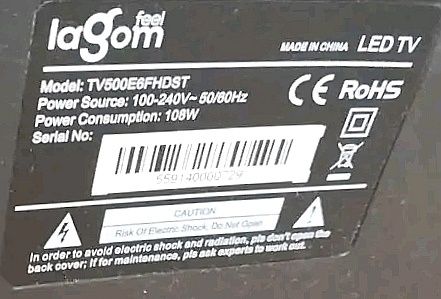 feel
lagom
MADE IN CHINA LED TV
Model: TV500E6FHDST
Power Source: 100-240V~ 50/60Hz
Power Consumption: 108W
Serial No:
CE RoHS
559140000729
CAUTION
Risk Of Electric Shock, Do Not Open
In order to avoid electric shock and radiation, pls don't open the
back cover; If for maintenance, pls ask experts to work out.